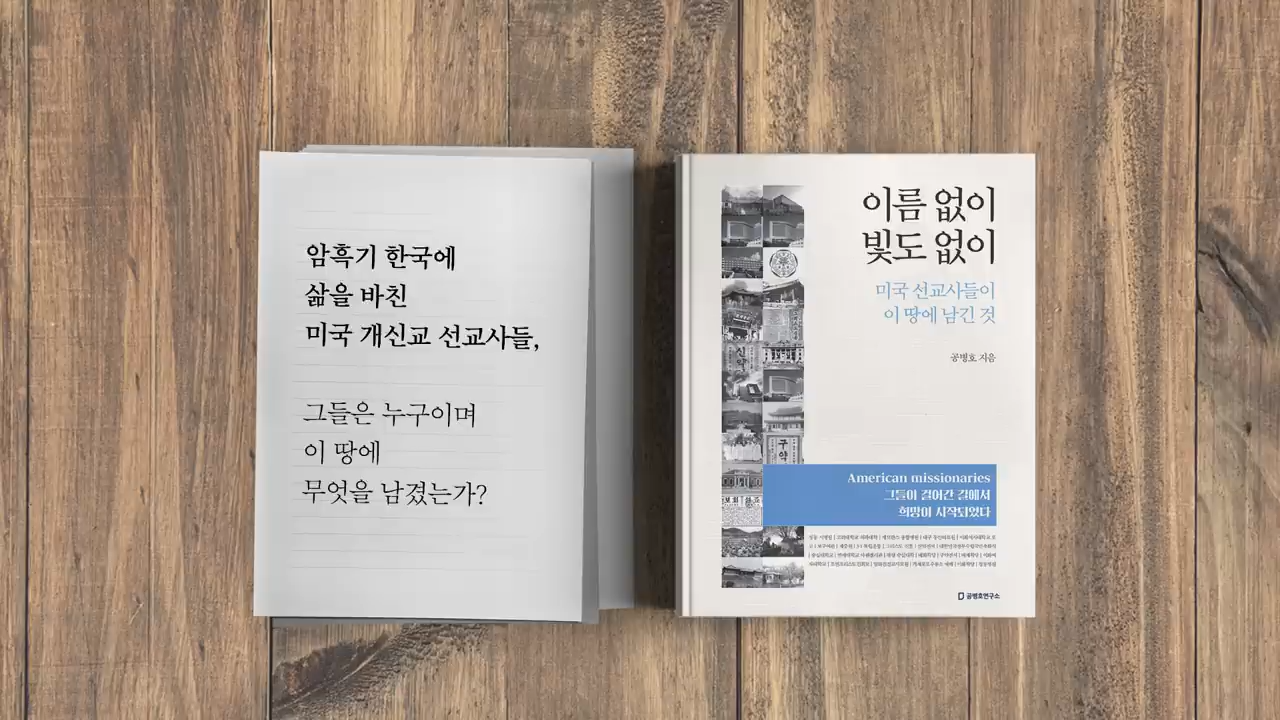 암흑기 한국에
삶을 바친
미국 개신교 선교사들,
그들은 누구이며
이 땅에
무엇을 남겼는가?
이름 없이
빛도 없이
미국 선교사들이
이 땅에 남긴 것
공병호 지음
구약
American missionaries
그들이 걸어간 길에서
희망이 시작되었다
공병호연구소